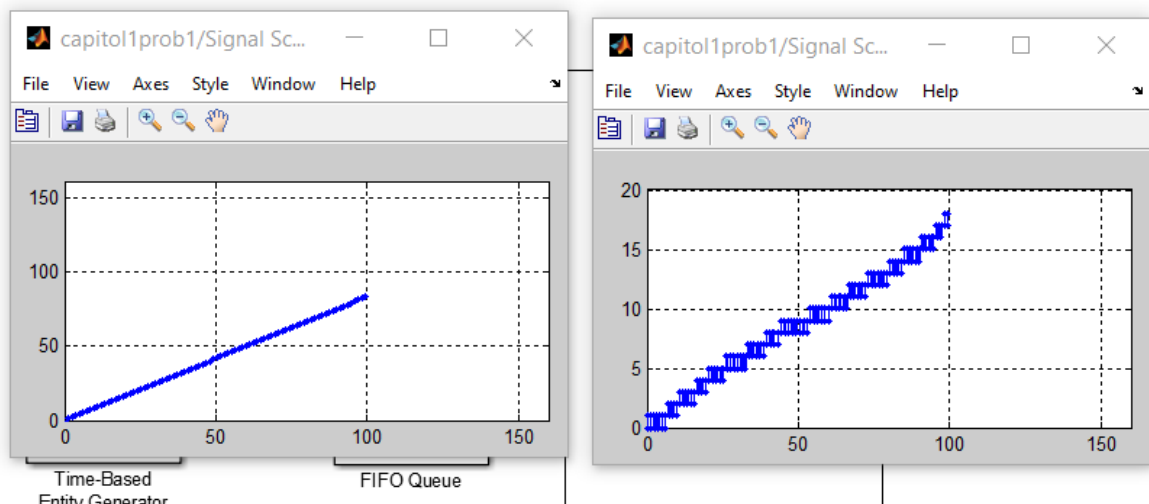 capitol1prob1/Signal Sc...
File View Axes Style Window Help
150
100
50
0
0 50 100 150
capitol1prob1/Signal Sc...
File View Axes Style Window Help
20
15
10
5
0
0 50 100 150
Time-Based
Entity Generator
FIFO Queue